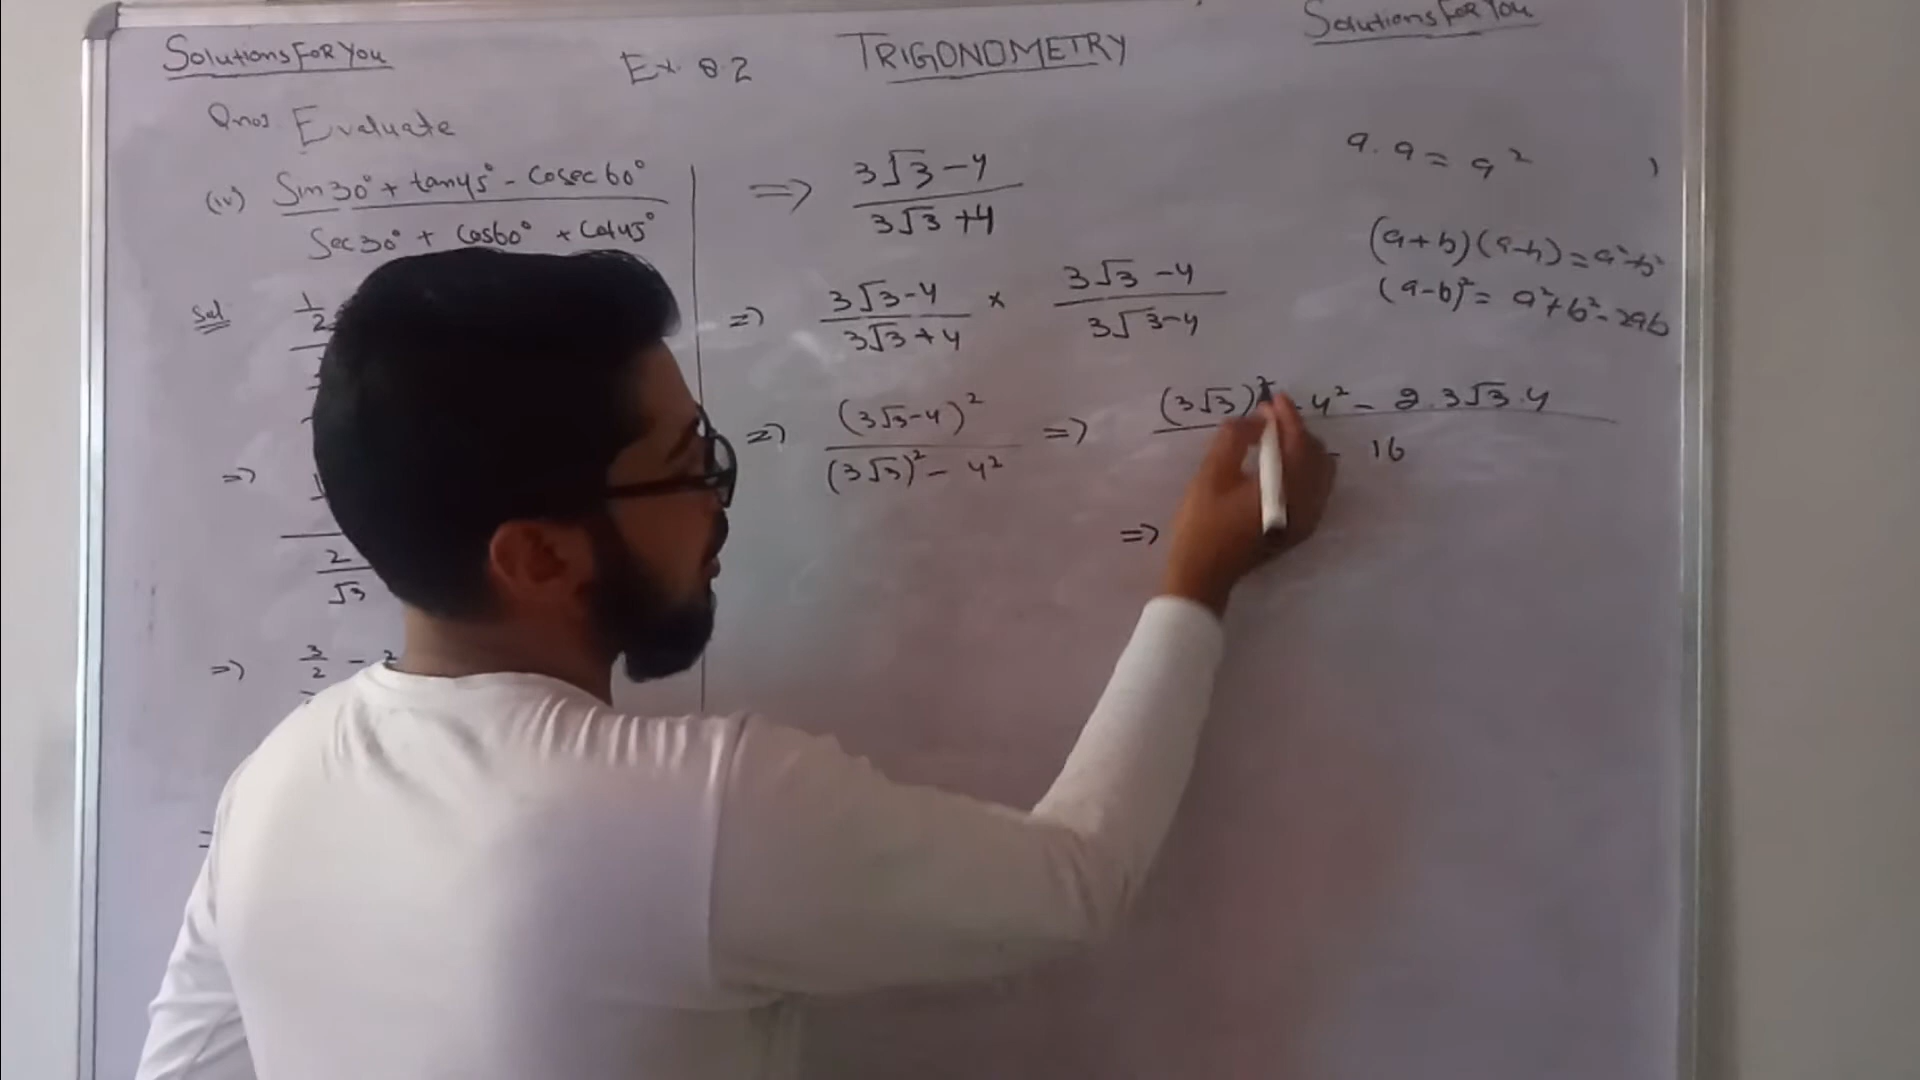 Solutions For You
Ex. 8.2
TRIGONOMETRY
Solutions For You
Qno1 Evaluate
(iv) Sin30° + tan45° - Cosec60°
Sec30° + Cos60° + Cot45°
Sol
1
2
=>
2
√3
=> 3
2 -
=> 3√3-4
3√3+4
=> 3√3-4 × 3√3-4
3√3+4 3√3-4
=> (3√3-4)²
(3√3)² - 4²
=> (3√3)² 4² - 2.3√3.4
- 16
=>
a.a = a²
(a+b)(a-b) = a²-b²
(a-b)² = a²+b²-2ab